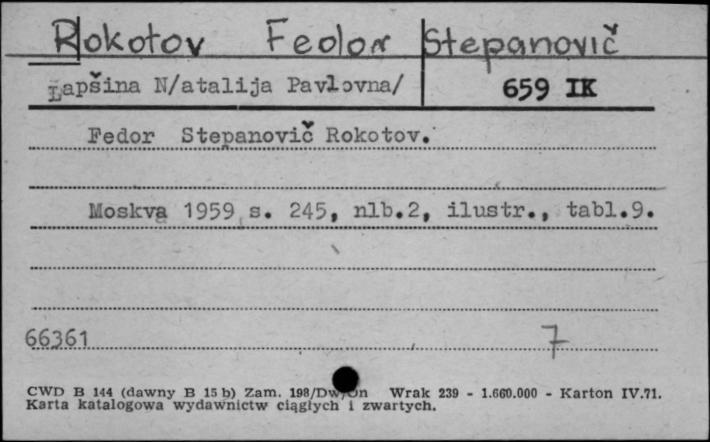 Rokotov Fedor Stepanovič
Lapšina N/atalija Pavlovna/ 659 IK
Fedor Stepanovič Rokotov.
Moskva 1959 s. 245, nlb.2, ilustr., tabl.9.
66361 7
CWD B 144 (dawny B 15 b) Zam. 198/Dw/Un Wrak 239 - 1.660.000 - Karton IV.71.
Karta katalogowa wydawnictw ciągłych i zwartych.